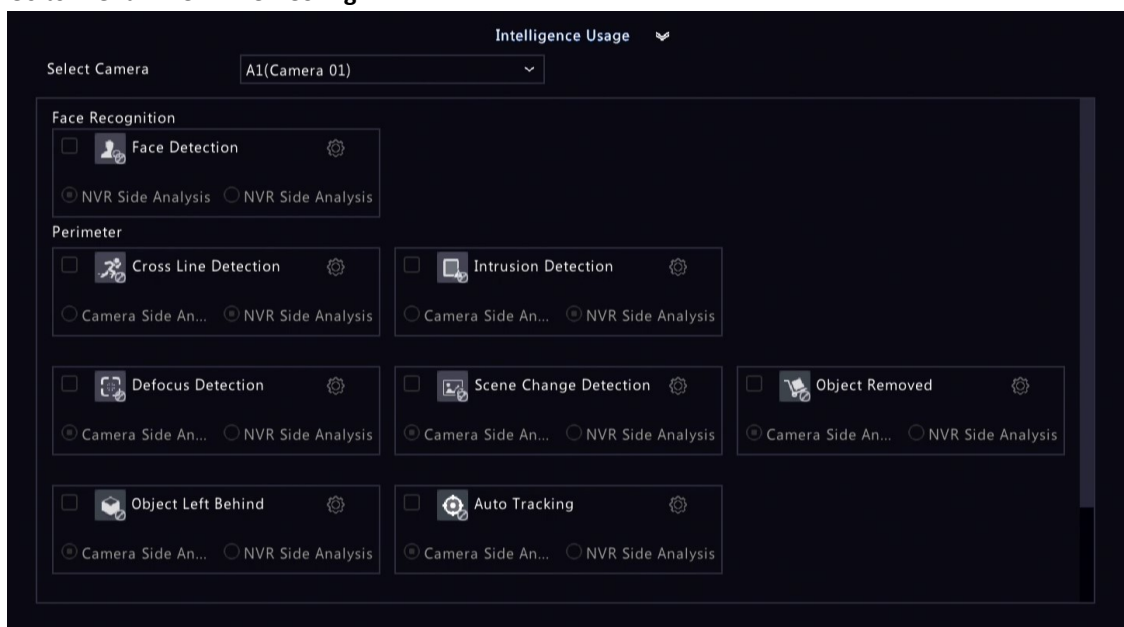 Intelligence Usage
Select Camera A1(Camera 01)
Face Recognition
Face Detection
NVR Side Analysis NVR Side Analysis
Perimeter
Cross Line Detection Intrusion Detection
Camera Side An... NVR Side Analysis Camera Side An... NVR Side Analysis
Defocus Detection Scene Change Detection Object Removed
Camera Side An... NVR Side Analysis Camera Side An... NVR Side Analysis Camera Side An... NVR Side Analysis
Object Left Behind Auto Tracking
Camera Side An... NVR Side Analysis Camera Side An... NVR Side Analysis